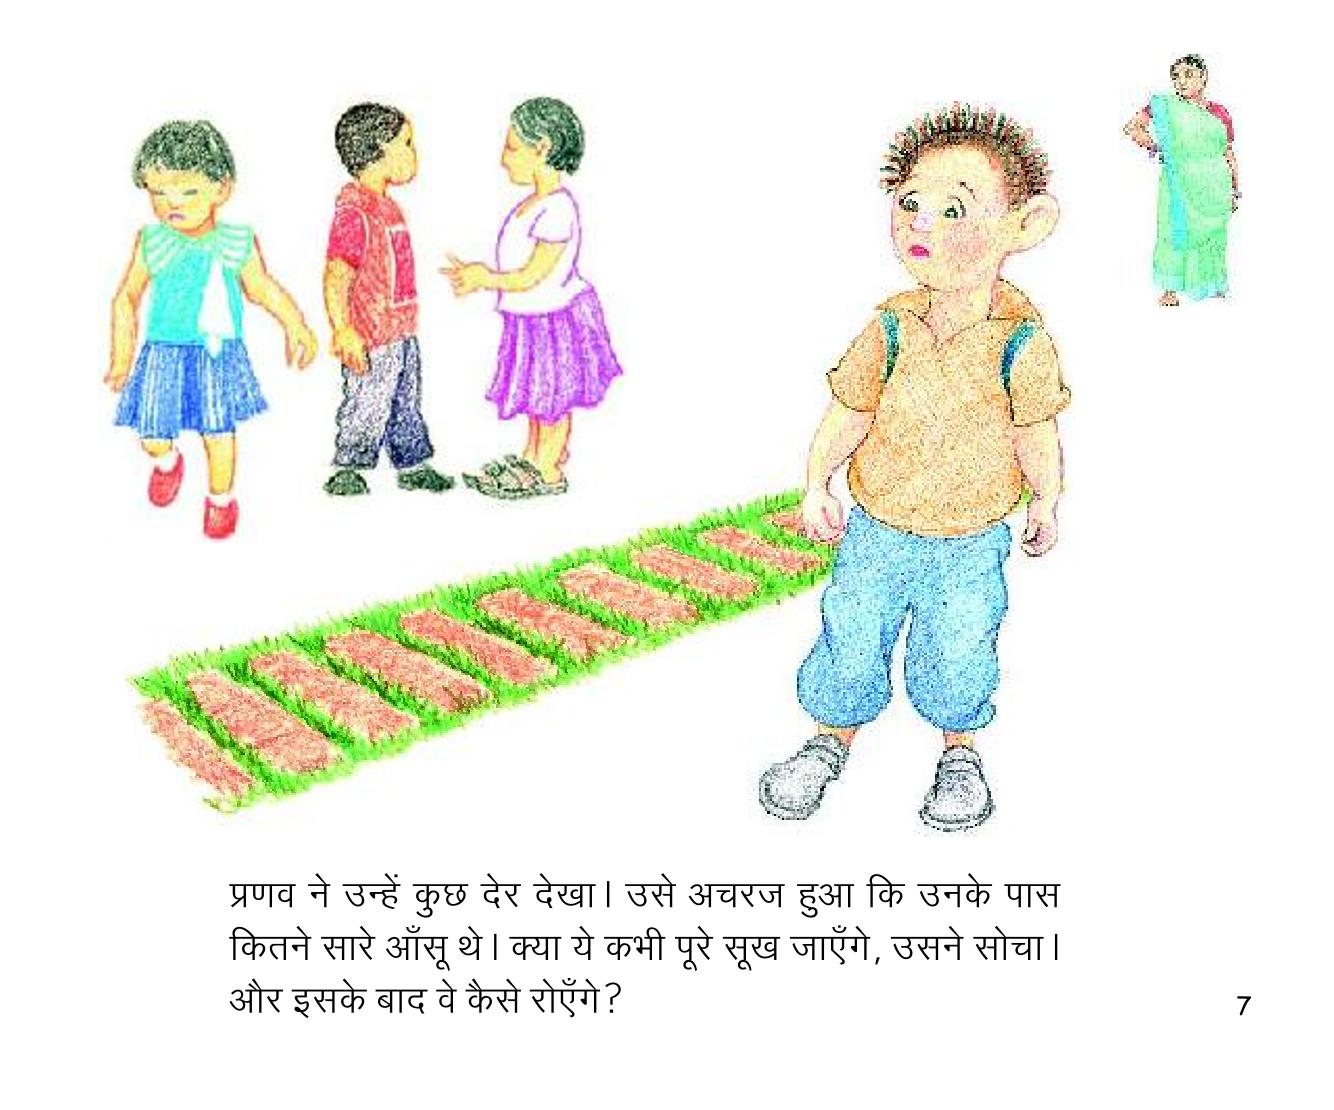 प्रणव ने उन्हें कुछ देर देखा। उसे अचरज हुआ कि उनके पास
कितने सारे आँसू थे। क्या ये कभी पूरे सूख जाएँगे, उसने सोचा।
और इसके बाद वे कैसे रोएँगे?
7